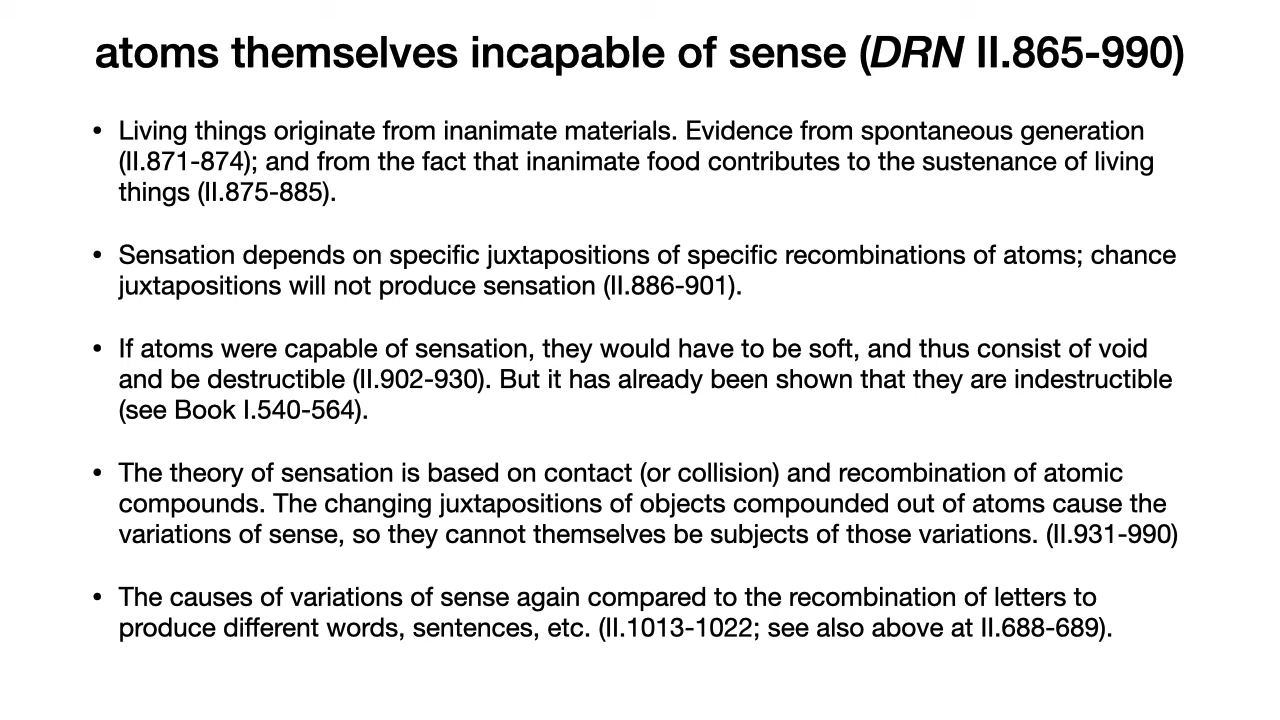 atoms themselves incapable of sense (DRN II.865-990)
• Living things originate from inanimate materials. Evidence from spontaneous generation
(II.871-874); and from the fact that inanimate food contributes to the sustenance of living
things (II.875-885).
• Sensation depends on specific juxtapositions of specific recombinations of atoms; chance
juxtapositions will not produce sensation (II.886-901).
• If atoms were capable of sensation, they would have to be soft, and thus consist of void
and be destructible (II.902-930). But it has already been shown that they are indestructible
(see Book I.540-564).
• The theory of sensation is based on contact (or collision) and recombination of atomic
compounds. The changing juxtapositions of objects compounded out of atoms cause the
variations of sense, so they cannot themselves be subjects of those variations. (II.931-990)
• The causes of variations of sense again compared to the recombination of letters to
produce different words, sentences, etc. (II.1013-1022; see also above at II.688-689).